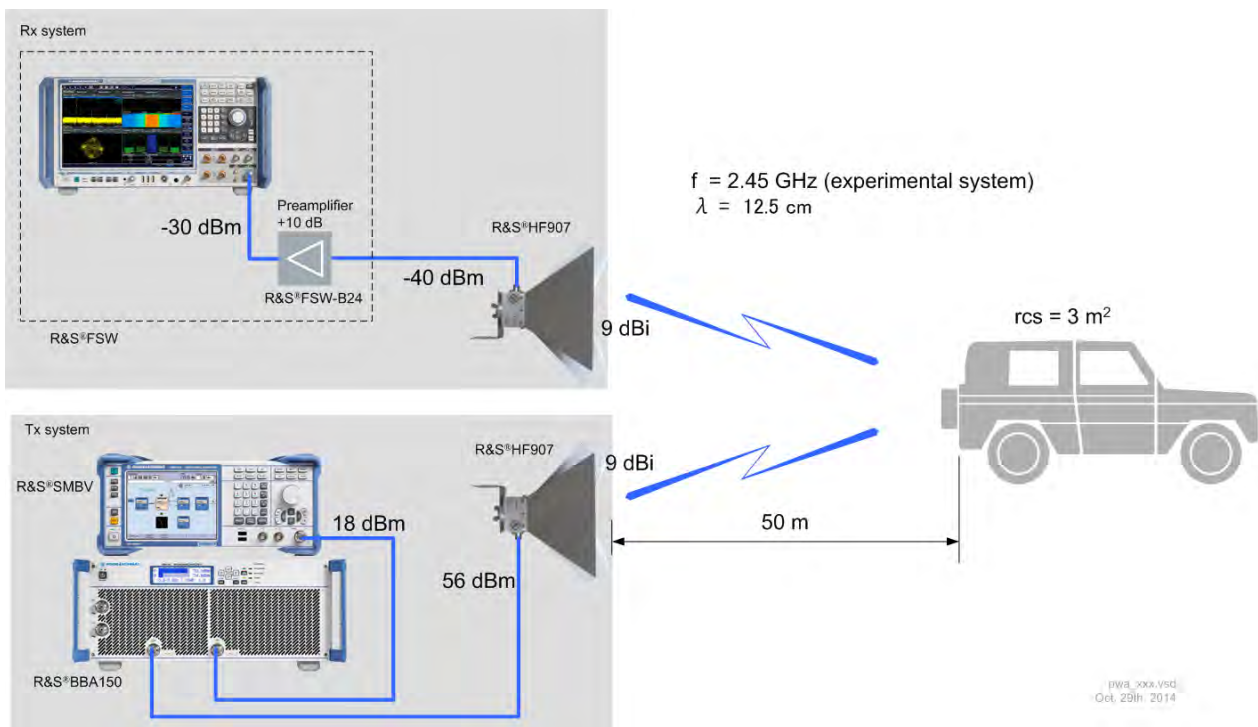 Rx system
Preamplifier
+10 dB
-30 dBm
R&S®FSW-B24
-40 dBm
R&S®HF907
9 dBi
R&S®FSW
f = 2.45 GHz (experimental system)
λ = 12.5 cm
rcs = 3 m²
Tx system
R&S®HF907
9 dBi
R&S®SMBV
18 dBm
56 dBm
50 m
R&S®BBA150
pwa_xxx.vsd
Oct. 29th. 2014